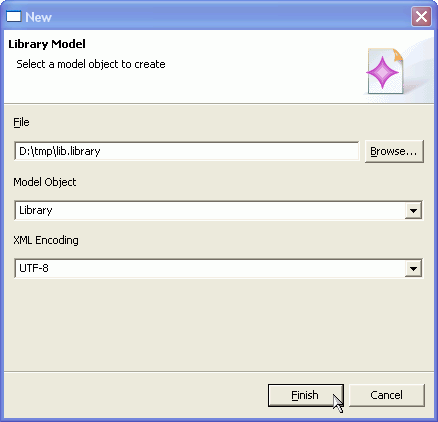 New
Library Model
Select a model object to create
File
D:\tmp\lib.library
Browse...
Model Object
Library
XML Encoding
UTF-8
Finish
Cancel